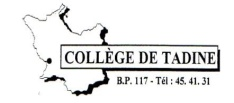 COLLÈGE DE TADINE
B.P. 117 - Tél : 45. 41. 31